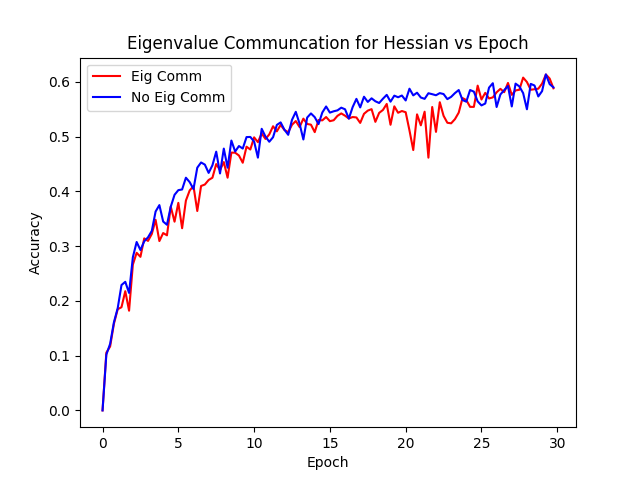 Eigenvalue Communcation for Hessian vs Epoch
Eig Comm
No Eig Comm
Accuracy
0.6
0.5
0.4
0.3
0.2
0.1
0.0
0 5 10 15 20 25 30
Epoch